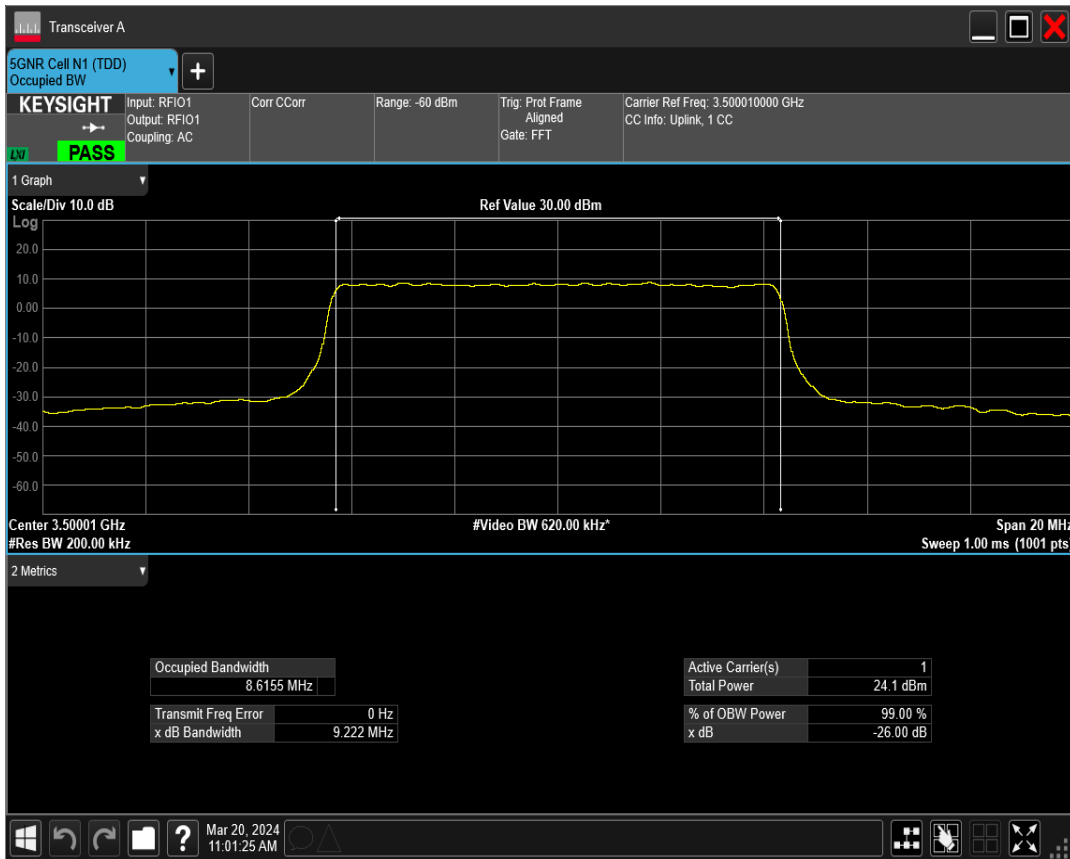 Transceiver A
5GNR Cell N1 (TDD)
Occupied BW
+
KEYSIGHT
LXI
PASS
Input: RFIO1
Output: RFIO1
Coupling: AC
Corr CCorr
Range: -60 dBm
Trig: Prot Frame
Aligned
Gate: FFT
Carrier Ref Freq: 3.500010000 GHz
CC Info: Uplink, 1 CC
1 Graph
Scale/Div 10.0 dB
Ref Value 30.00 dBm
Log
20.0
10.0
0.00
-10.0
-20.0
-30.0
-40.0
-50.0
-60.0
Center 3.50001 GHz
#Video BW 620.00 kHz*
Span 20 MHz
#Res BW 200.00 kHz
Sweep 1.00 ms (1001 pts)
2 Metrics
Occupied Bandwidth
8.6155 MHz
Transmit Freq Error 0 Hz
x dB Bandwidth 9.222 MHz
Active Carrier(s) 1
Total Power 24.1 dBm
% of OBW Power 99.00 %
x dB -26.00 dB
?
Mar 20, 2024
11:01:25 AM